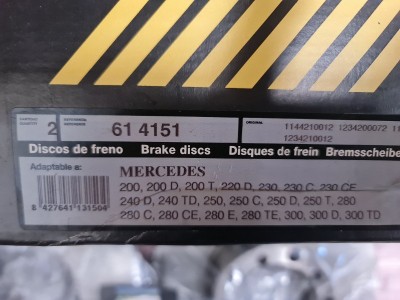 2 61 4151 1144210012 1234200072 11
1234210012
Discos de freno Brake discs Disques de frein Bremsscheibe
Adaptable a: MERCEDES
200, 200 D, 200 T, 220 D, 230, 230 C, 230 CE
240 D, 240 TD, 250, 250 C, 250 D, 250 T, 280
280 C, 280 CE, 280 E, 280 TE, 300, 300 D, 300 TD
8 427641 131504